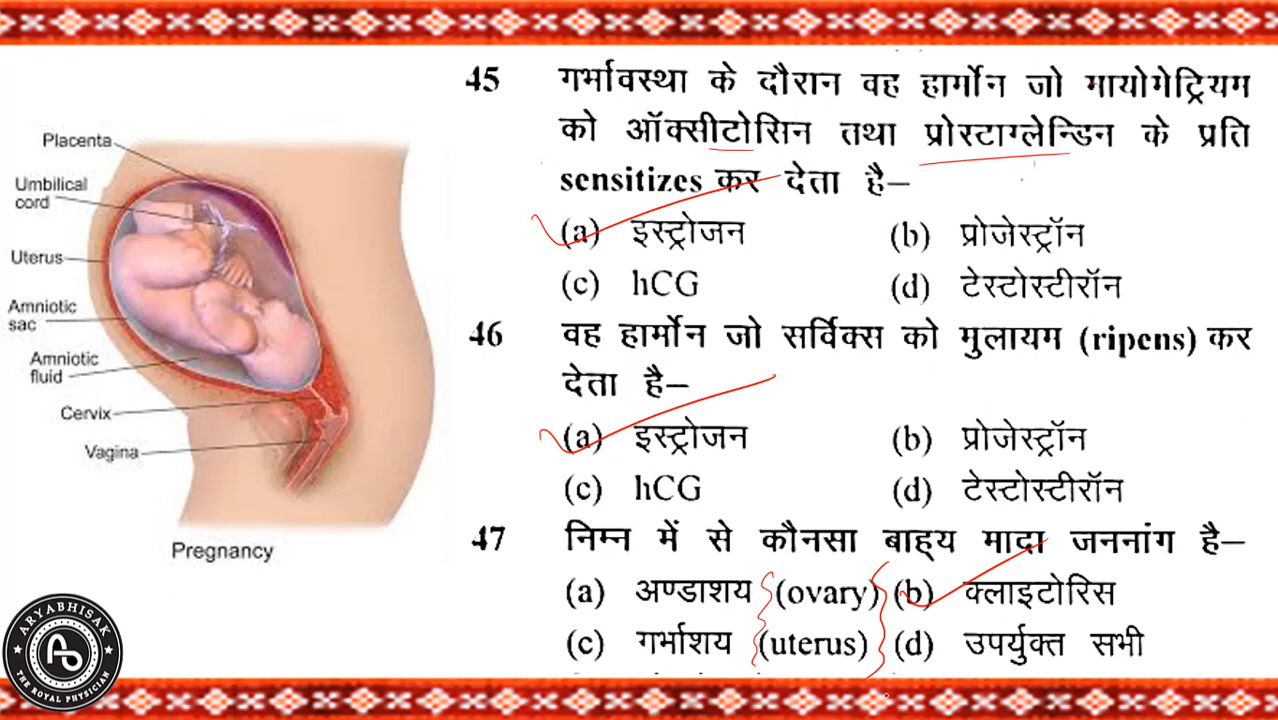 Placenta
Umbilical
cord
Uterus
Amniotic
sac
Amniotic
fluid
Cervix
Vagina
Pregnancy
ARYABHISAK
THE ROYAL PHYSICIAN
45 गर्भावस्था के दौरान वह हार्मोन जो मायोमेट्रियम
को ऑक्सीटोसिन तथा प्रोस्टाग्लेन्डिन के प्रति
sensitizes कर देता है–
(a) इस्ट्रोजन (b) प्रोजेस्ट्रॉन
(c) hCG (d) टेस्टोस्टीरॉन
46 वह हार्मोन जो सर्विक्स को मुलायम (ripens) कर
देता है–
(a) इस्ट्रोजन (b) प्रोजेस्ट्रॉन
(c) hCG (d) टेस्टोस्टीरॉन
47 निम्न में से कौनसा बाह्य मादा जननांग है–
(a) अण्डाशय (ovary) (b) क्लाइटोरिस
(c) गर्भाशय (uterus) (d) उपर्युक्त सभी